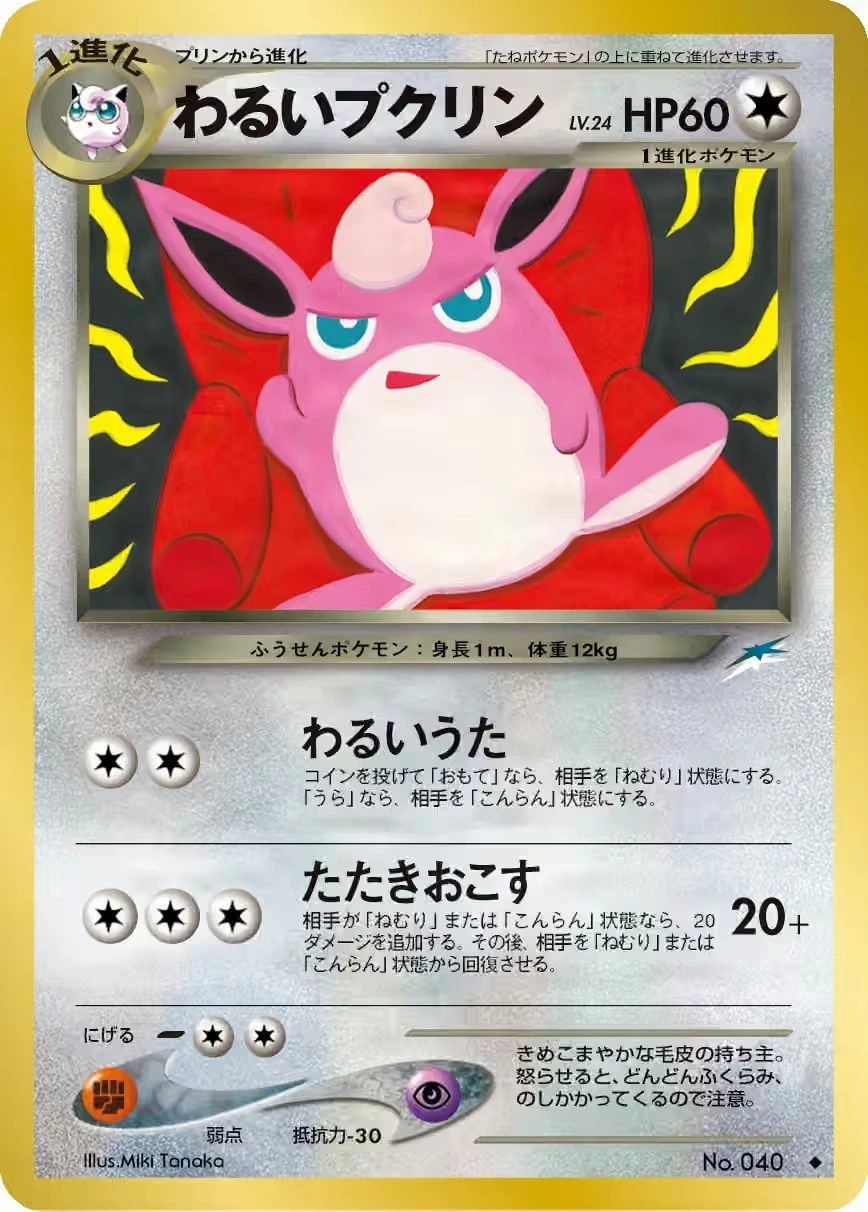 1進化
プリンから進化
「たねポケモン」の上に重ねて進化させます。
わるいプクリン LV.24 HP60
1進化ポケモン
ふうせんポケモン：身長1m、体重12kg
わるいうた
コインを投げて「おもて」なら、相手を「ねむり」状態にする。
「うら」なら、相手を「こんらん」状態にする。
たたきおこす
相手が「ねむり」または「こんらん」状態なら、20
ダメージを追加する。その後、相手を「ねむり」または
「こんらん」状態から回復させる。
20+
にげる
弱点
抵抗力-30
きめこまやかな毛皮の持ち主。
怒らせると、どんどんふくらみ、
のしかかってくるので注意。
Illus.Miki Tanaka
No. 040